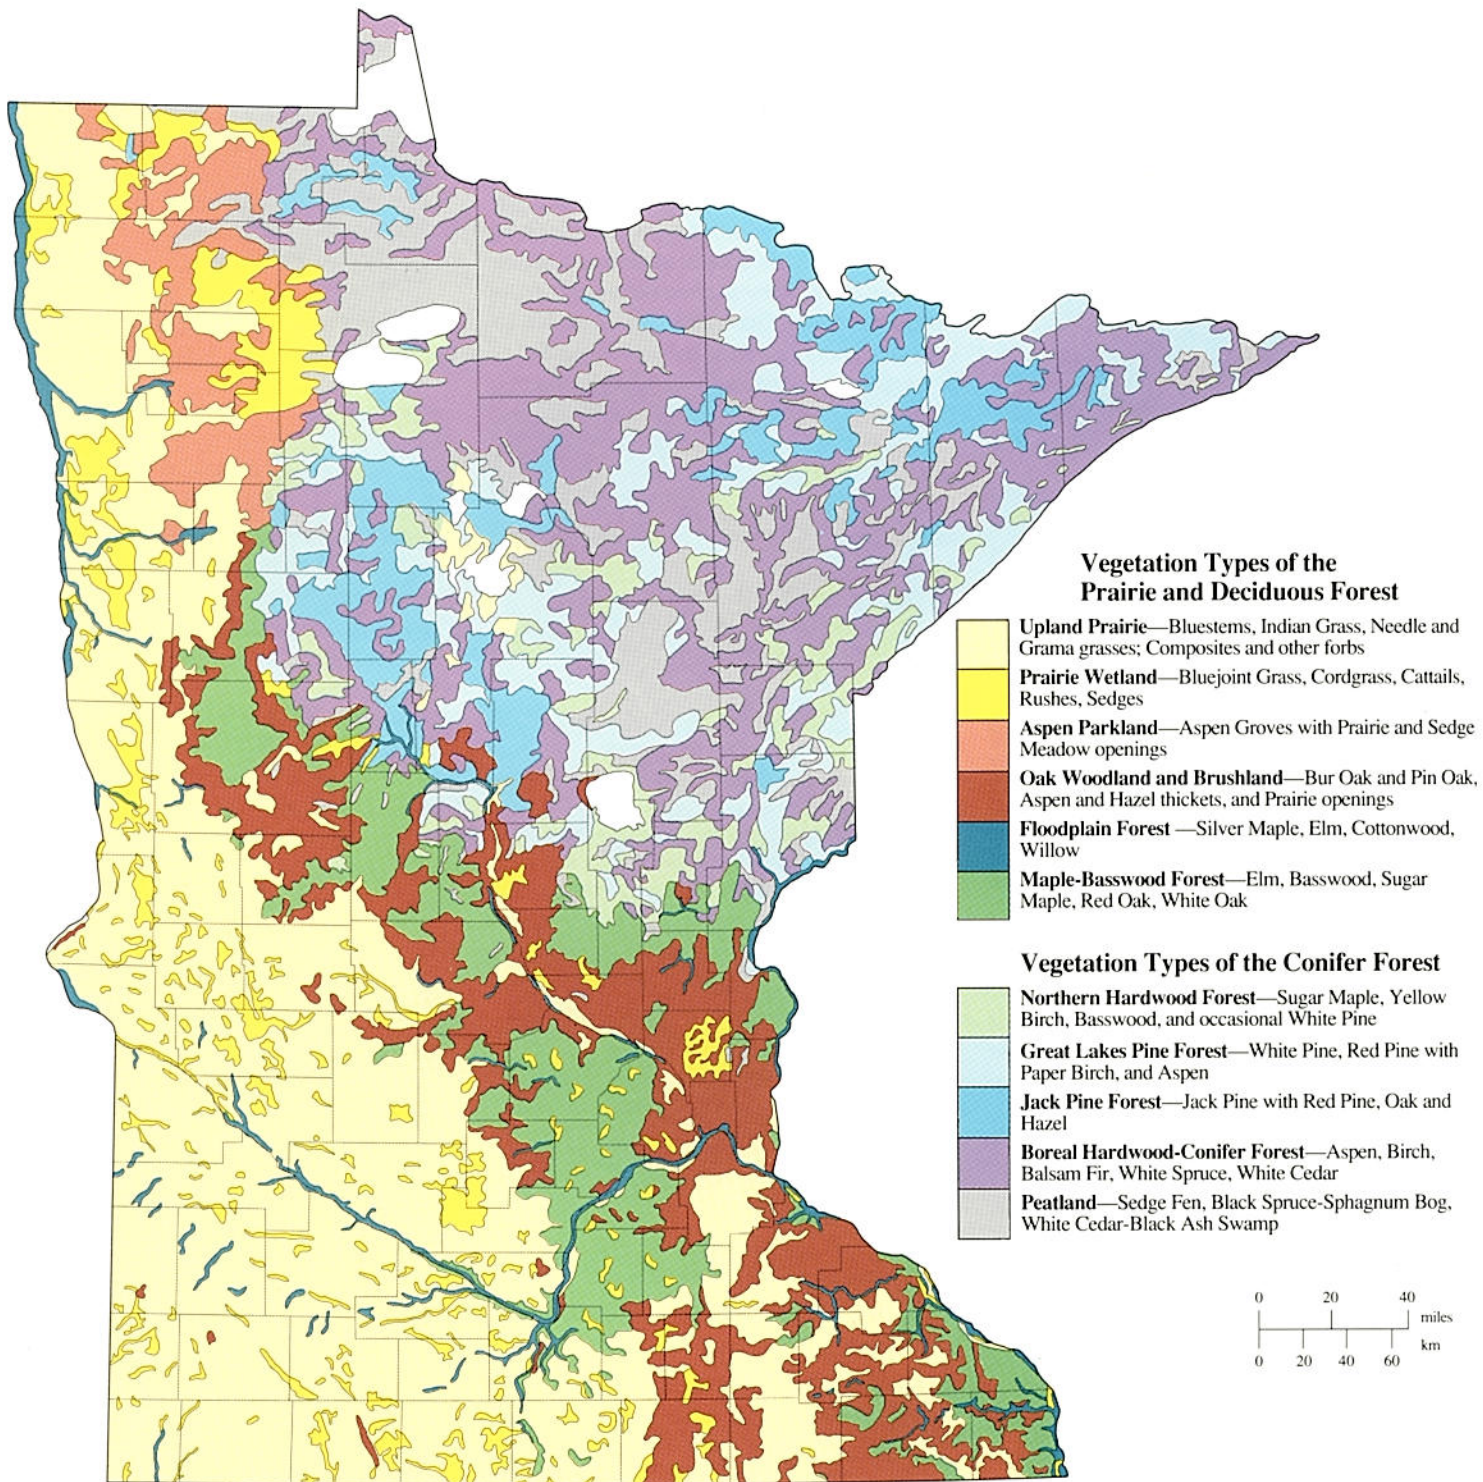 Vegetation Types of the
Prairie and Deciduous Forest
Upland Prairie—Bluestems, Indian Grass, Needle and
Grama grasses; Composites and other forbs
Prairie Wetland—Bluejoint Grass, Cordgrass, Cattails,
Rushes, Sedges
Aspen Parkland—Aspen Groves with Prairie and Sedge
Meadow openings
Oak Woodland and Brushland—Bur Oak and Pin Oak,
Aspen and Hazel thickets, and Prairie openings
Floodplain Forest —Silver Maple, Elm, Cottonwood,
Willow
Maple-Basswood Forest—Elm, Basswood, Sugar
Maple, Red Oak, White Oak
Vegetation Types of the Conifer Forest
Northern Hardwood Forest—Sugar Maple, Yellow
Birch, Basswood, and occasional White Pine
Great Lakes Pine Forest—White Pine, Red Pine with
Paper Birch, and Aspen
Jack Pine Forest—Jack Pine with Red Pine, Oak and
Hazel
Boreal Hardwood-Conifer Forest—Aspen, Birch,
Balsam Fir, White Spruce, White Cedar
Peatland—Sedge Fen, Black Spruce-Sphagnum Bog,
White Cedar-Black Ash Swamp
0 20 40
miles
km
0 20 40 60